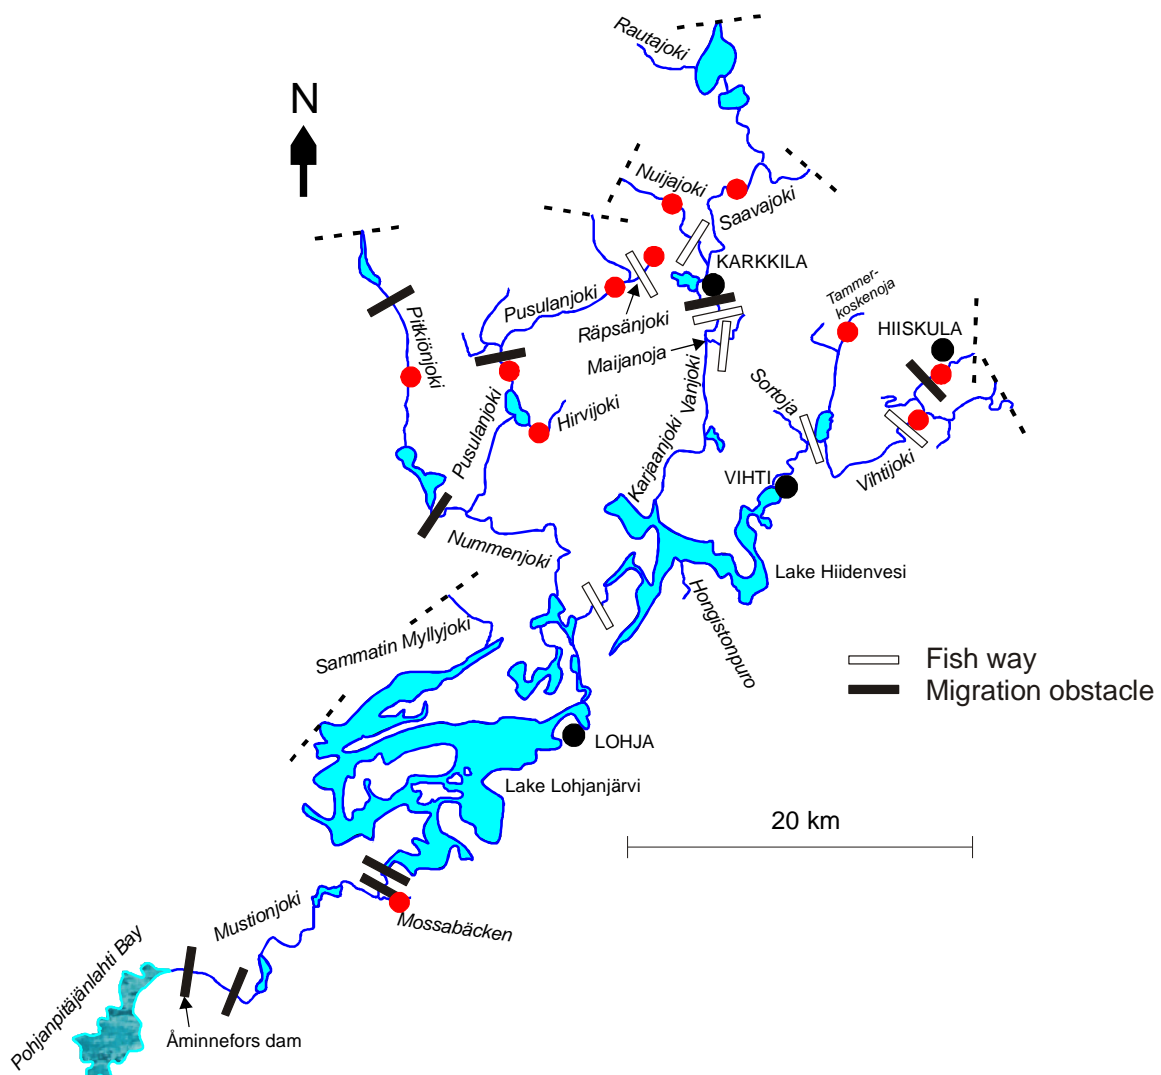 Rautajoki
N
Nuijajoki
Saavajoki
KARKKILA
Pusulanjoki
Räpsänjoki
Maijanoja
Tammer-
koskenoja
HIISKULA
Pitkiönjoki
Pusulanjoki
Hirvijoki
Vanjoki
Karjaanjoki
Sortoja
Vihtijoki
VIHTI
Nummenjoki
Lake Hiidenvesi
Hongistonpuro
Sammatin Myllyjoki
Fish way
Migration obstacle
LOHJA
Lake Lohjanjärvi
20 km
Mustionjoki
Mossabäcken
Pohjanpitäjänlahti Bay
Åminnefors dam